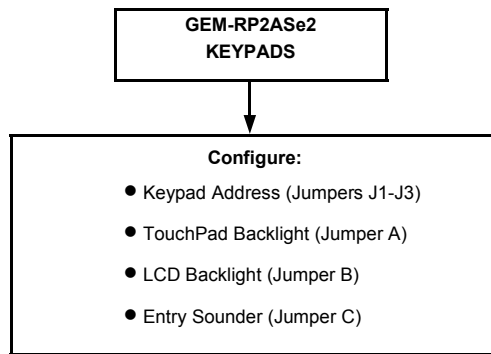 GEM-RP2ASe2
KEYPADS
Configure:
● Keypad Address (Jumpers J1-J3)
● TouchPad Backlight (Jumper A)
● LCD Backlight (Jumper B)
● Entry Sounder (Jumper C)